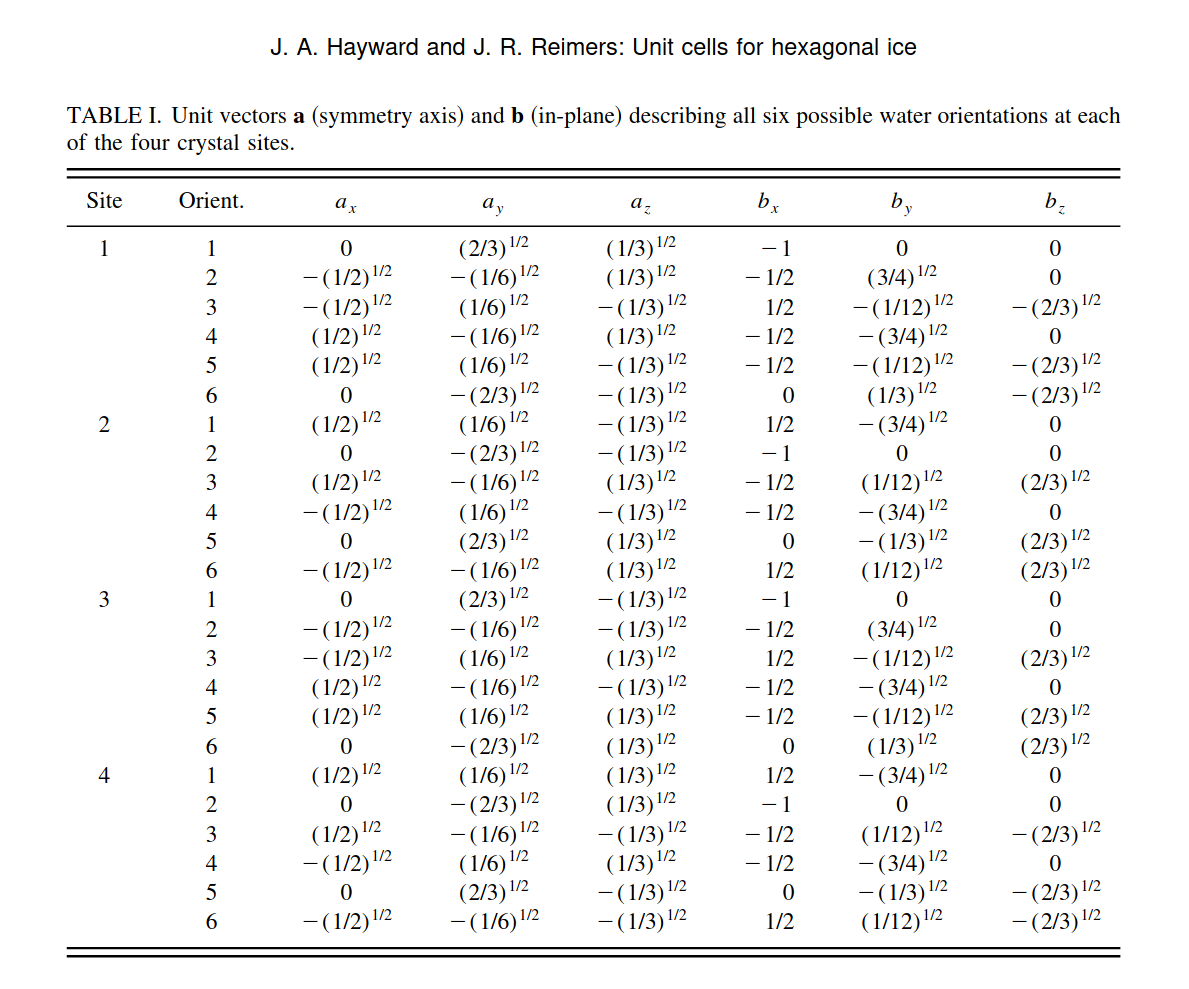 J. A. Hayward and J. R. Reimers: Unit cells for hexagonal ice
TABLE I. Unit vectors a (symmetry axis) and b (in-plane) describing all six possible water orientations at each
of the four crystal sites.
Site Orient. a_x a_y a_z b_x b_y b_z
1 1 0 (2/3)^1/2 (1/3)^1/2 −1 0 0
2 −(1/2)^1/2 −(1/6)^1/2 (1/3)^1/2 −1/2 (3/4)^1/2 0
3 −(1/2)^1/2 (1/6)^1/2 −(1/3)^1/2 1/2 −(1/12)^1/2 −(2/3)^1/2
4 (1/2)^1/2 −(1/6)^1/2 (1/3)^1/2 −1/2 −(3/4)^1/2 0
5 (1/2)^1/2 (1/6)^1/2 −(1/3)^1/2 −1/2 −(1/12)^1/2 −(2/3)^1/2
6 0 −(2/3)^1/2 −(1/3)^1/2 0 (1/3)^1/2 −(2/3)^1/2
2 1 (1/2)^1/2 (1/6)^1/2 −(1/3)^1/2 1/2 −(3/4)^1/2 0
2 0 −(2/3)^1/2 −(1/3)^1/2 −1 0 0
3 (1/2)^1/2 −(1/6)^1/2 (1/3)^1/2 −1/2 (1/12)^1/2 (2/3)^1/2
4 −(1/2)^1/2 (1/6)^1/2 −(1/3)^1/2 −1/2 −(3/4)^1/2 0
5 0 (2/3)^1/2 (1/3)^1/2 0 −(1/3)^1/2 (2/3)^1/2
6 −(1/2)^1/2 −(1/6)^1/2 (1/3)^1/2 1/2 (1/12)^1/2 (2/3)^1/2
3 1 0 (2/3)^1/2 −(1/3)^1/2 −1 0 0
2 −(1/2)^1/2 −(1/6)^1/2 −(1/3)^1/2 −1/2 (3/4)^1/2 0
3 −(1/2)^1/2 (1/6)^1/2 (1/3)^1/2 1/2 −(1/12)^1/2 (2/3)^1/2
4 (1/2)^1/2 −(1/6)^1/2 −(1/3)^1/2 −1/2 −(3/4)^1/2 0
5 (1/2)^1/2 (1/6)^1/2 (1/3)^1/2 −1/2 −(1/12)^1/2 (2/3)^1/2
6 0 −(2/3)^1/2 (1/3)^1/2 0 (1/3)^1/2 (2/3)^1/2
4 1 (1/2)^1/2 (1/6)^1/2 (1/3)^1/2 1/2 −(3/4)^1/2 0
2 0 −(2/3)^1/2 (1/3)^1/2 −1 0 0
3 (1/2)^1/2 −(1/6)^1/2 −(1/3)^1/2 −1/2 (1/12)^1/2 −(2/3)^1/2
4 −(1/2)^1/2 (1/6)^1/2 (1/3)^1/2 −1/2 −(3/4)^1/2 0
5 0 (2/3)^1/2 −(1/3)^1/2 0 −(1/3)^1/2 −(2/3)^1/2
6 −(1/2)^1/2 −(1/6)^1/2 −(1/3)^1/2 1/2 (1/12)^1/2 −(2/3)^1/2